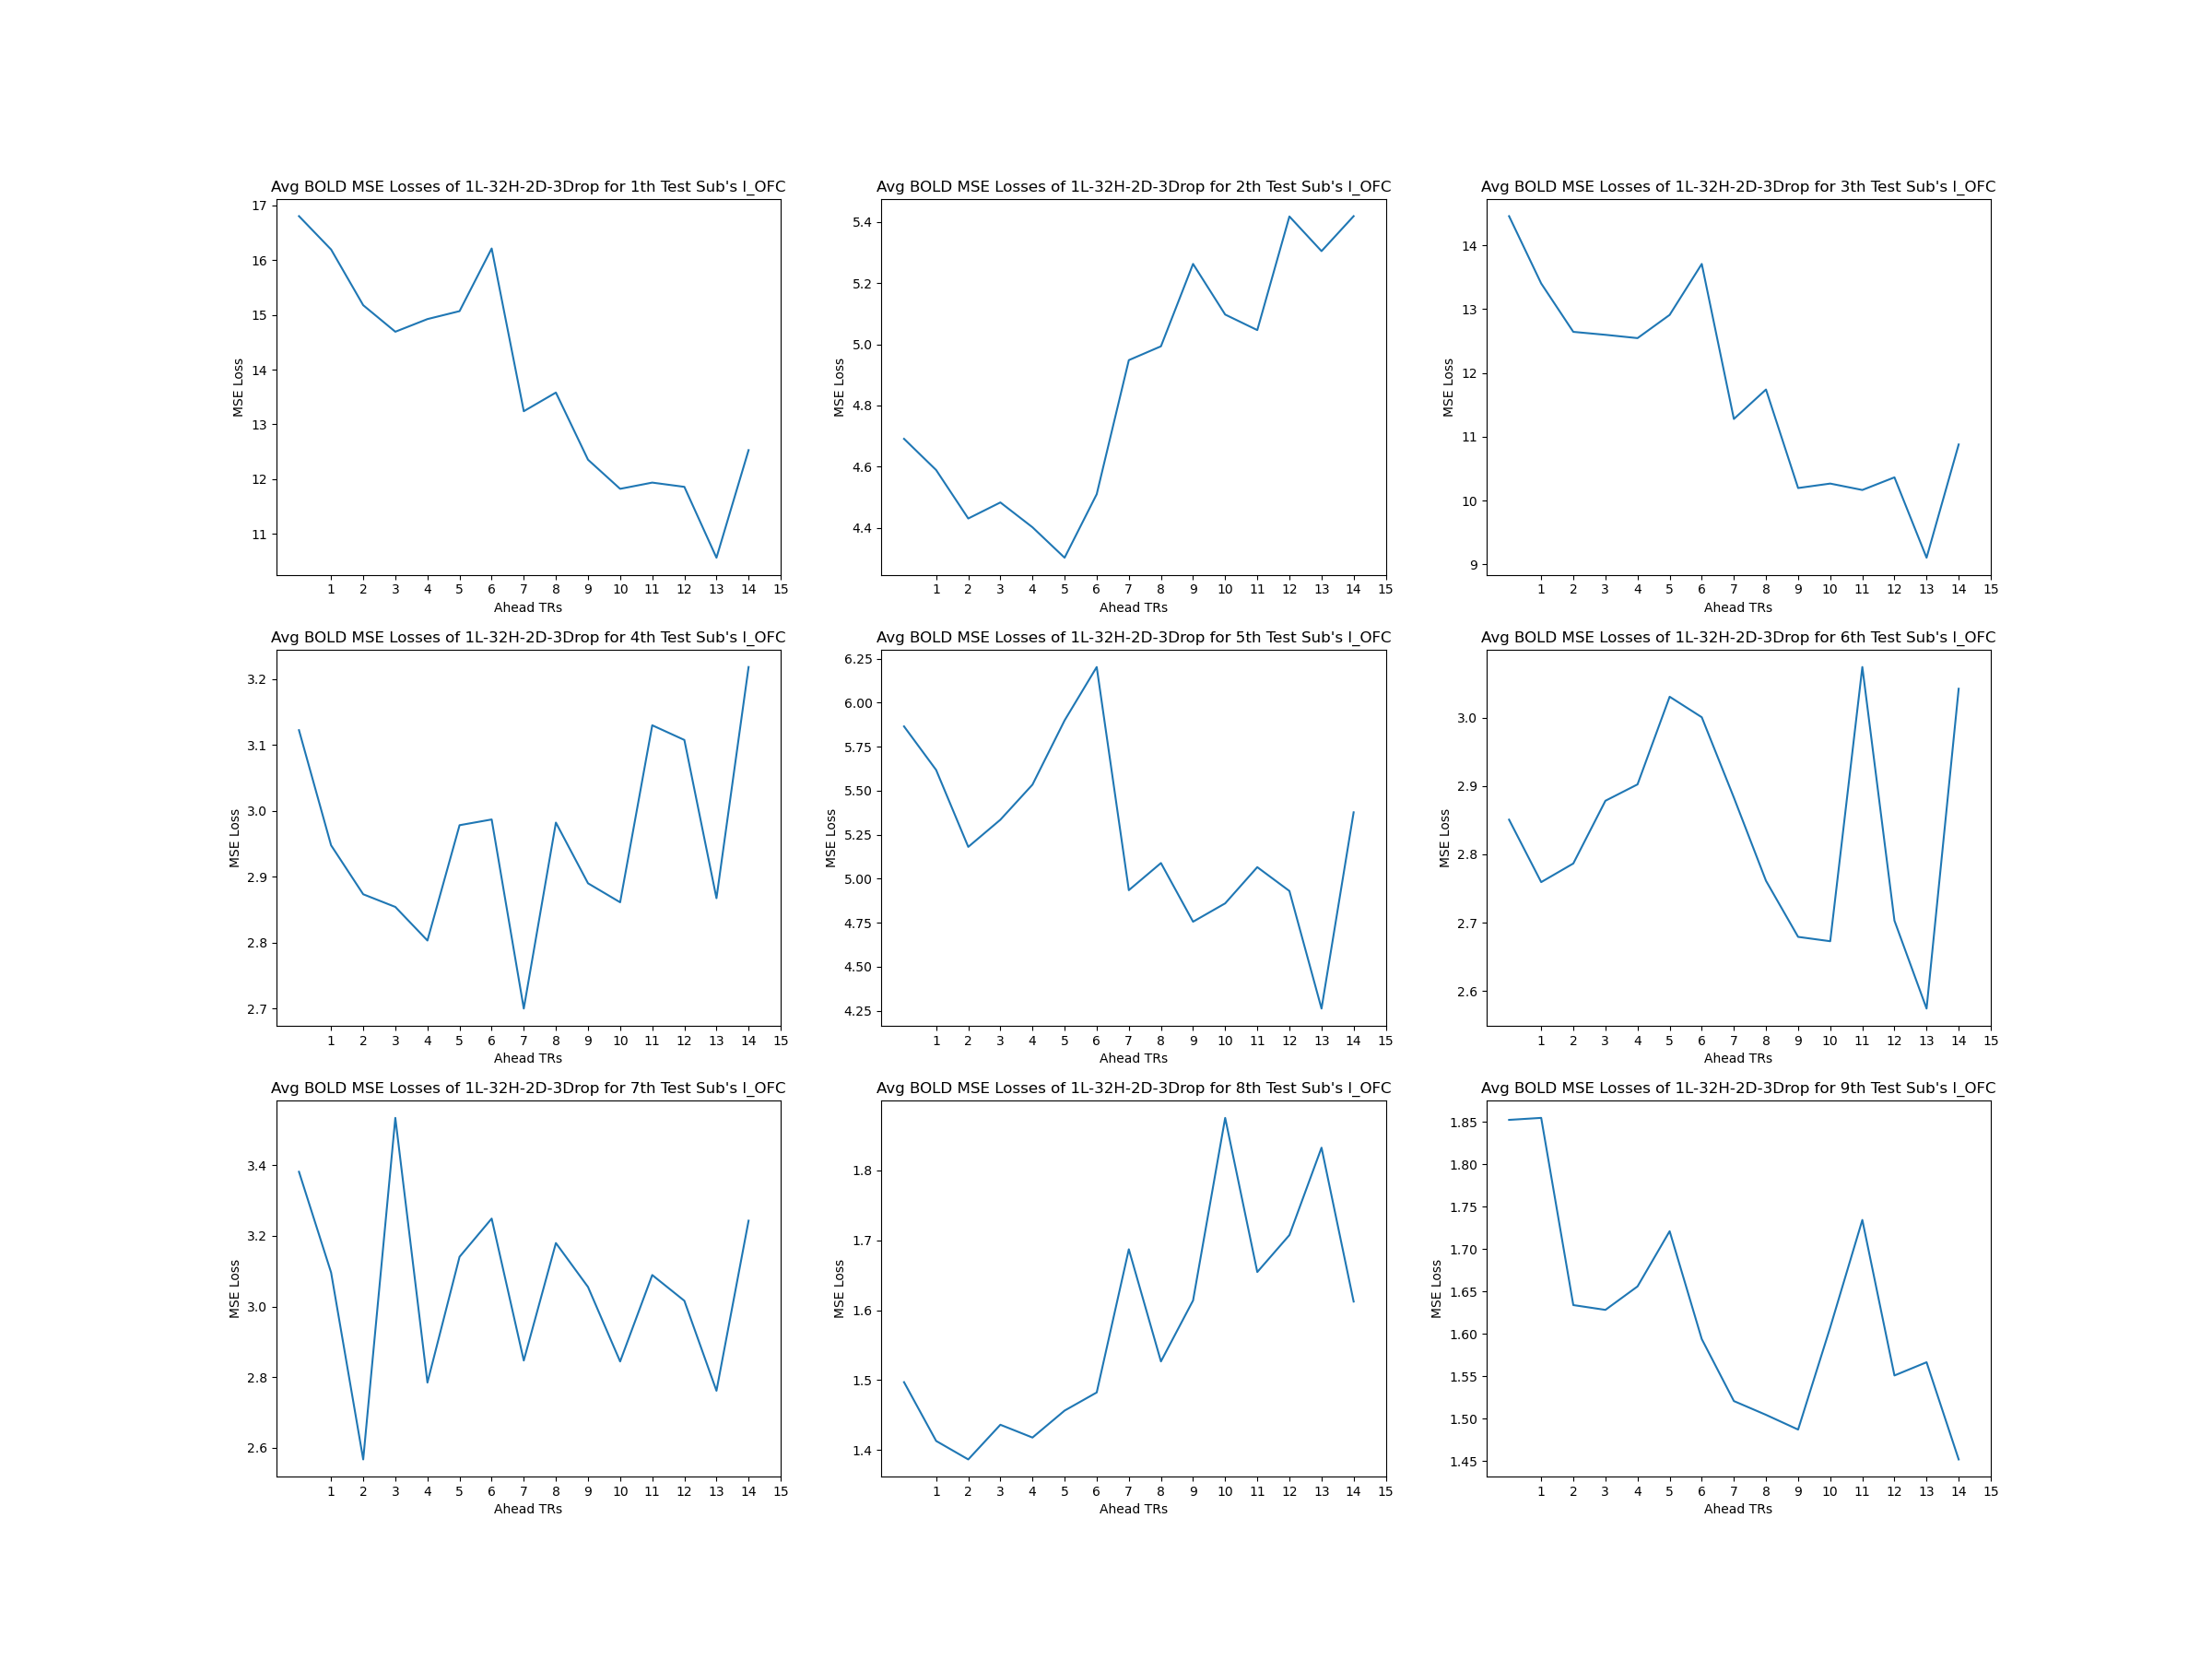 Avg BOLD MSE Losses of 1L-32H-2D-3Drop for 1th Test Sub's l_OFC
17
16
15
14
13
12
11
MSE Loss
1 2 3 4 5 6 7 8 9 10 11 12 13 14 15
Ahead TRs
Avg BOLD MSE Losses of 1L-32H-2D-3Drop for 2th Test Sub's l_OFC
5.4
5.2
5.0
4.8
4.6
4.4
MSE Loss
1 2 3 4 5 6 7 8 9 10 11 12 13 14 15
Ahead TRs
Avg BOLD MSE Losses of 1L-32H-2D-3Drop for 3th Test Sub's l_OFC
14
13
12
11
10
9
MSE Loss
1 2 3 4 5 6 7 8 9 10 11 12 13 14 15
Ahead TRs
Avg BOLD MSE Losses of 1L-32H-2D-3Drop for 4th Test Sub's l_OFC
3.2
3.1
3.0
2.9
2.8
2.7
MSE Loss
1 2 3 4 5 6 7 8 9 10 11 12 13 14 15
Ahead TRs
Avg BOLD MSE Losses of 1L-32H-2D-3Drop for 5th Test Sub's l_OFC
6.25
6.00
5.75
5.50
5.25
5.00
4.75
4.50
4.25
MSE Loss
1 2 3 4 5 6 7 8 9 10 11 12 13 14 15
Ahead TRs
Avg BOLD MSE Losses of 1L-32H-2D-3Drop for 6th Test Sub's l_OFC
3.0
2.9
2.8
2.7
2.6
MSE Loss
1 2 3 4 5 6 7 8 9 10 11 12 13 14 15
Ahead TRs
Avg BOLD MSE Losses of 1L-32H-2D-3Drop for 7th Test Sub's l_OFC
3.4
3.2
3.0
2.8
2.6
MSE Loss
1 2 3 4 5 6 7 8 9 10 11 12 13 14 15
Ahead TRs
Avg BOLD MSE Losses of 1L-32H-2D-3Drop for 8th Test Sub's l_OFC
1.8
1.7
1.6
1.5
1.4
MSE Loss
1 2 3 4 5 6 7 8 9 10 11 12 13 14 15
Ahead TRs
Avg BOLD MSE Losses of 1L-32H-2D-3Drop for 9th Test Sub's l_OFC
1.85
1.80
1.75
1.70
1.65
1.60
1.55
1.50
1.45
MSE Loss
1 2 3 4 5 6 7 8 9 10 11 12 13 14 15
Ahead TRs